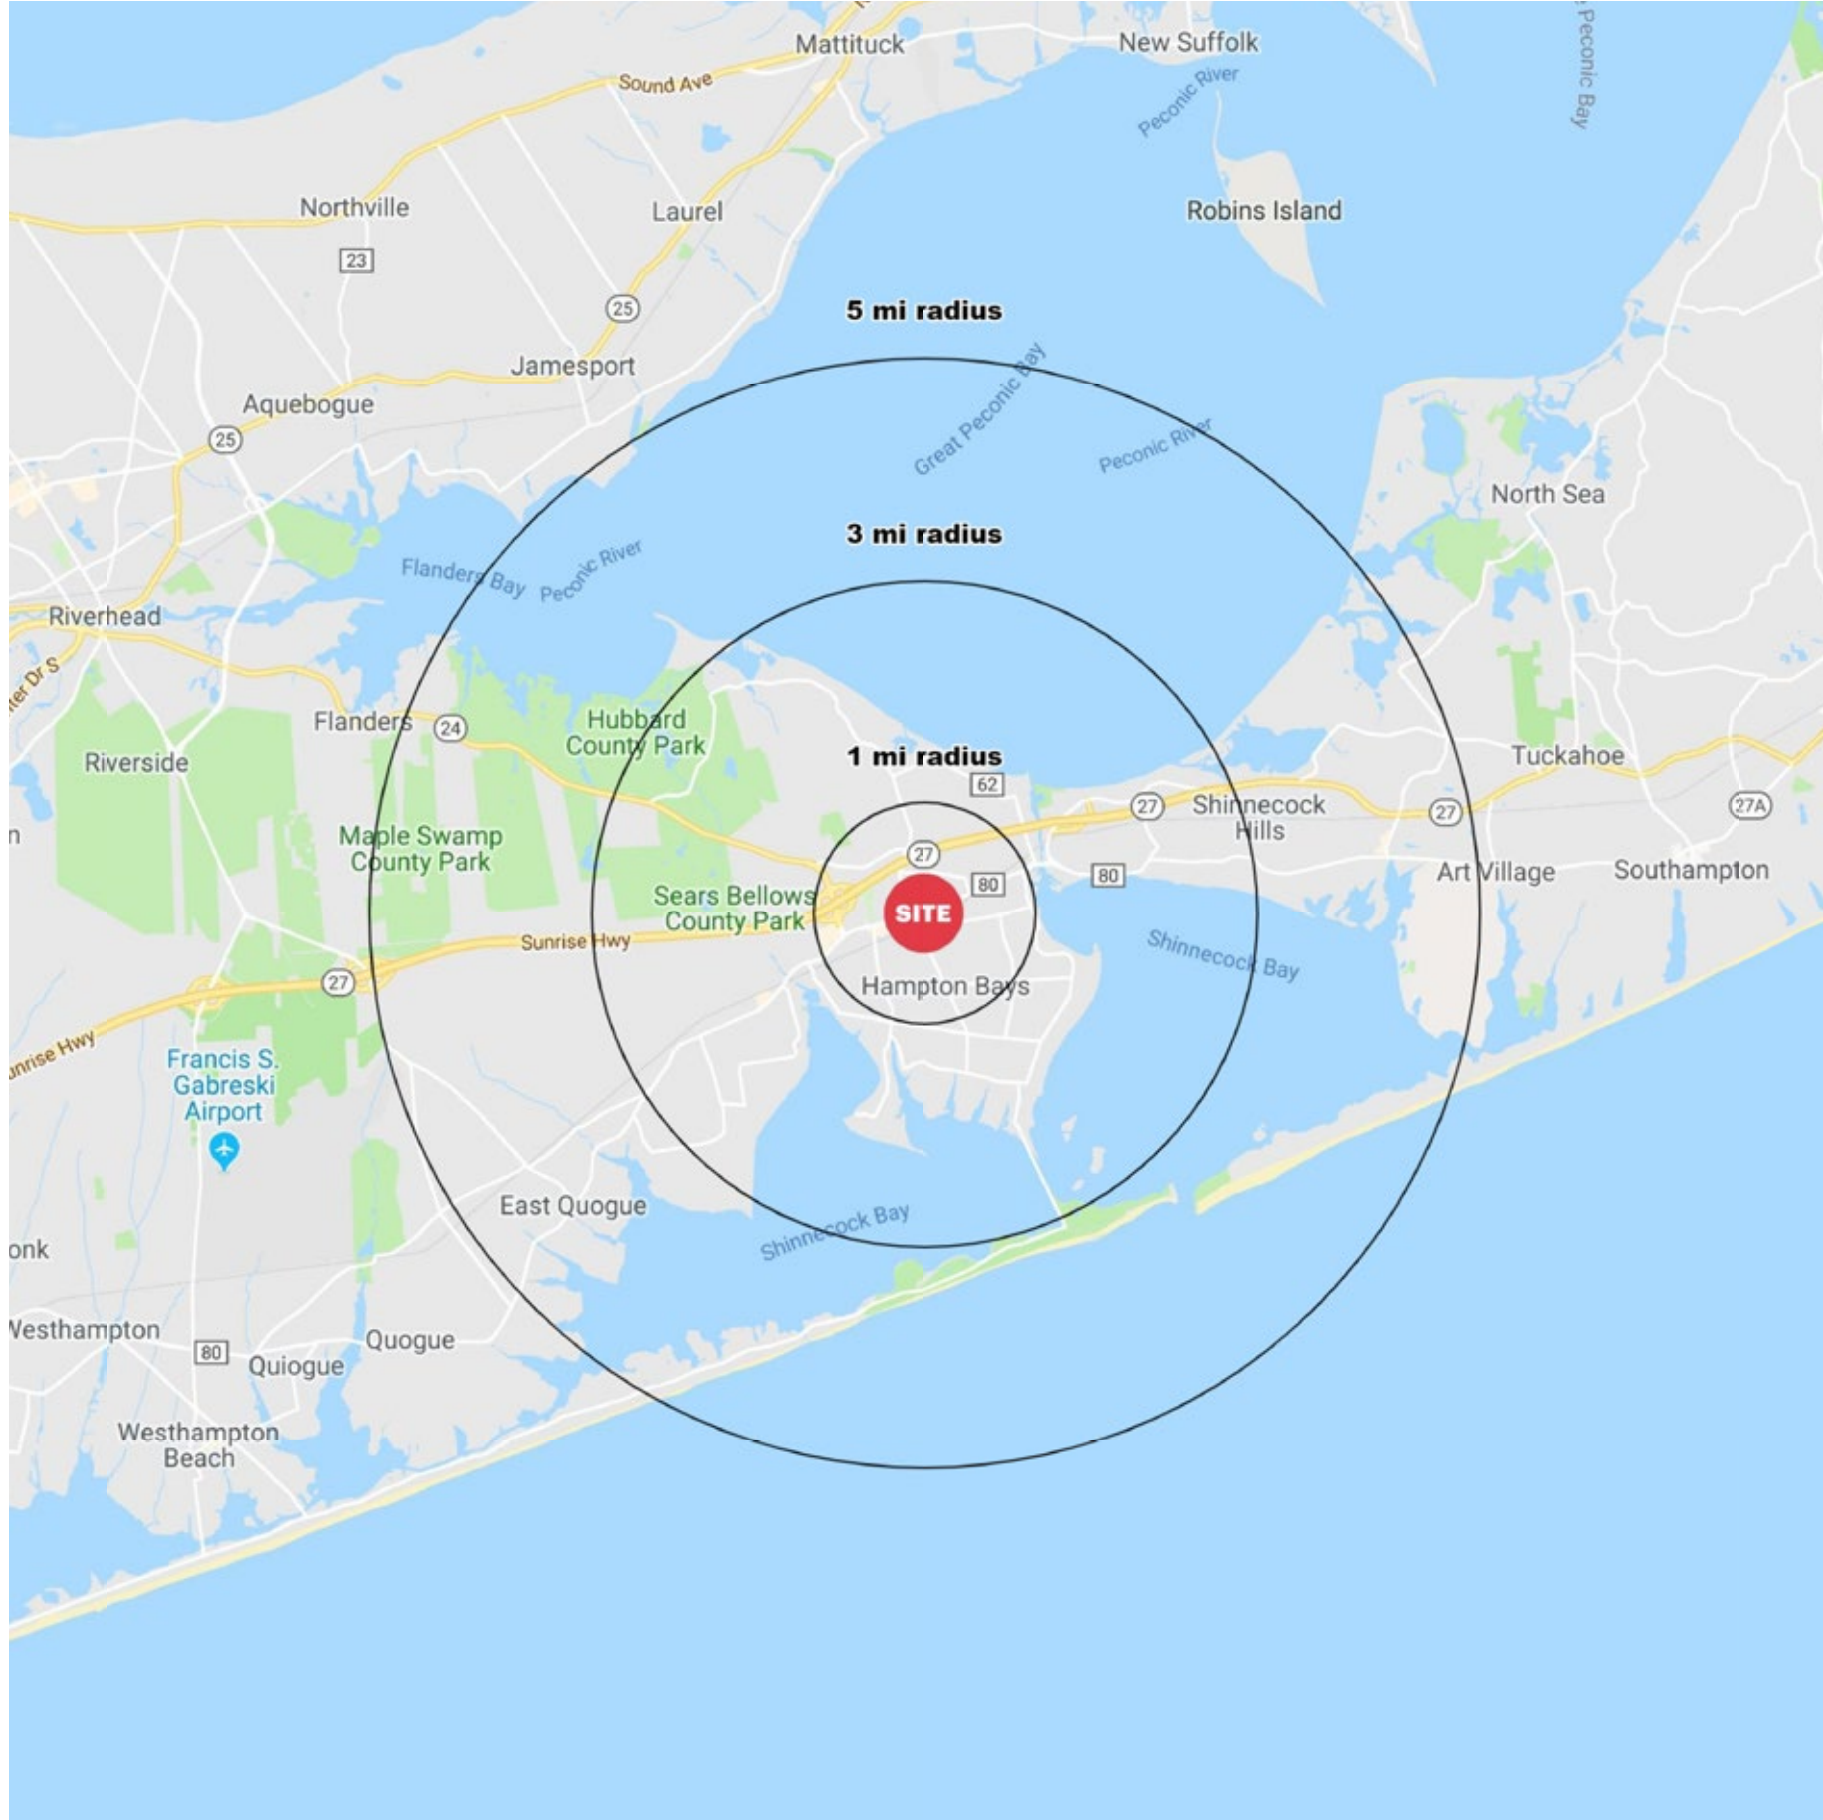 Mattituck
New Suffolk
Sound Ave
Peconic River
Peconic Bay
Northville
Laurel
Robins Island
23
25
5 mi radius
Jamesport
Great Peconic Bay
Aquebogue
25
Peconic River
North Sea
3 mi radius
Flanders Bay
Peconic River
Riverhead
Dr S
Flanders
24
Hubbard
County Park
Riverside
1 mi radius
Tuckahoe
62
27
Shinnecock
Hills
27
27A
Maple Swamp
County Park
27
Sears Bellows
County Park
80
80
Art Village
Southampton
SITE
Sunrise Hwy
Shinnecock Bay
27
Hampton Bays
unrise Hwy
Francis S.
Gabreski
Airport
East Quogue
Shinnecock Bay
onk
Westhampton
80
Quiogue
Quogue
Westhampton
Beach